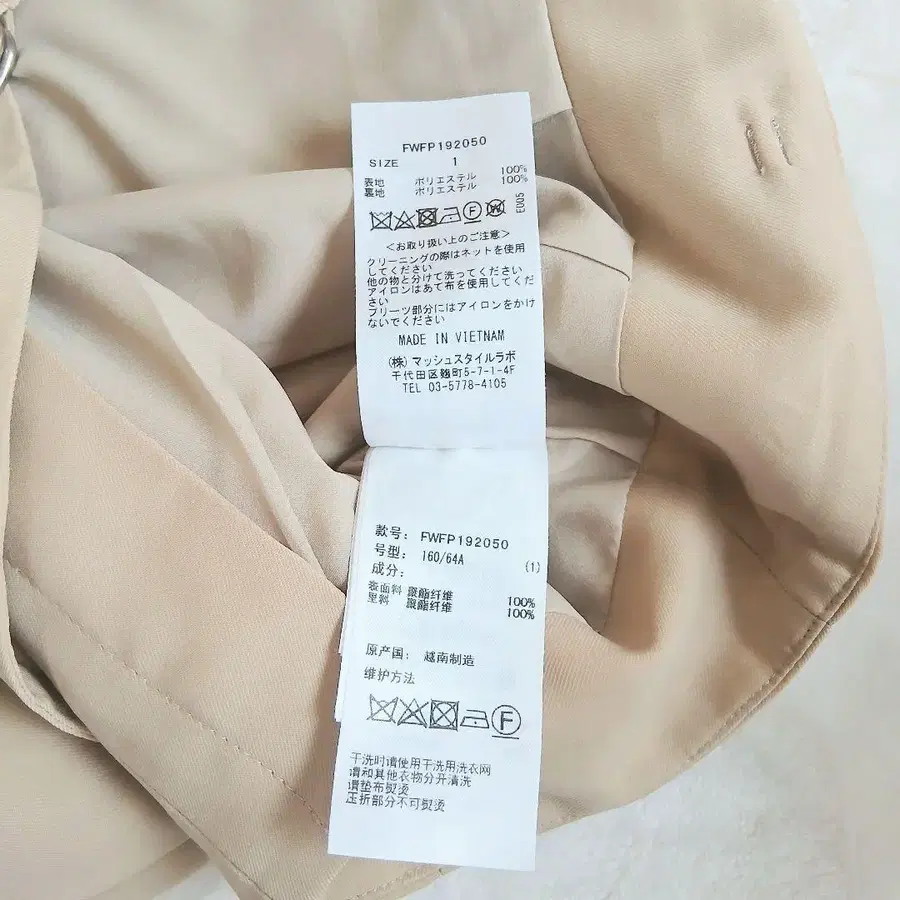 FWFP192050
SIZE 1
表地 ポリエステル 100%
裏地 ポリエステル 100%
F W
E005
<お取り扱い上のご注意>
クリーニングの際はネットを使用
してください
他の物と分けて洗ってください
アイロンはあて布を使用してくだ
さい
プリーツ部分にはアイロンをかけ
ないでください
MADE IN VIETNAM
(株)マッシュスタイルラボ
千代田区麹町5-7-1-4F
TEL 03-5778-4105
款号: FWFP192050
号型: 160/64A
(1)
成分:
表面料 聚酯纤维 100%
里料 聚酯纤维 100%
原产国: 越南制造
维护方法
F
干洗时请使用干洗用洗衣网
请和其他衣物分开清洗
请垫布熨烫
压折部分不可熨烫